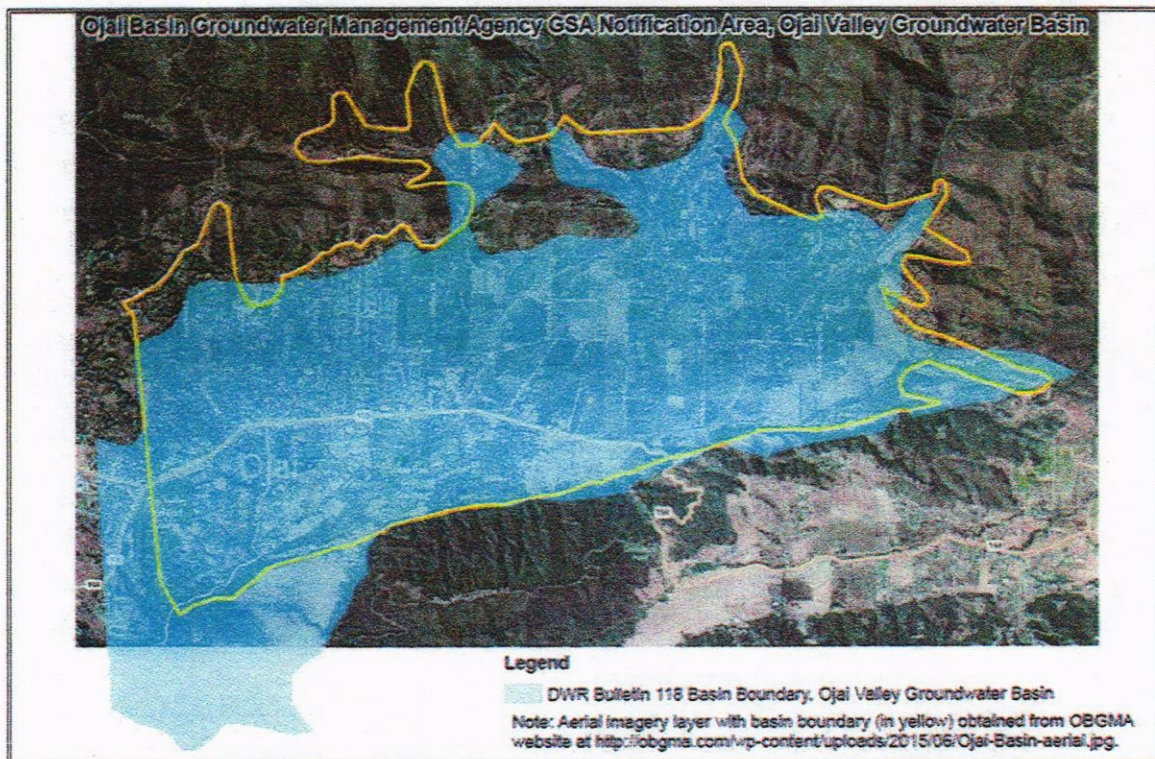 Ojai Basin Groundwater Management Agency GSA Notification Area, Ojai Valley Groundwater Basin
Ojai
Legend
DWR Bulletin 118 Basin Boundary, Ojai Valley Groundwater Basin
Note: Aerial imagery layer with basin boundary (in yellow) obtained from OBGMA
website at http://obgma.com/wp-content/uploads/2015/06/Ojai-Basin-aerial.jpg.